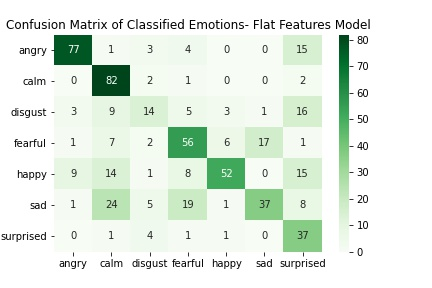 Confusion Matrix of Classified Emotions- Flat Features Model
angry 77 1 3 4 0 0 15
calm 0 82 2 1 0 0 2
disgust 3 9 14 5 3 1 16
fearful 1 7 2 56 6 17 1
happy 9 14 1 8 52 0 15
sad 1 24 5 19 1 37 8
surprised 0 1 4 1 1 0 37
angry calm disgust fearful happy sad surprised
80
70
60
50
40
30
20
10
0